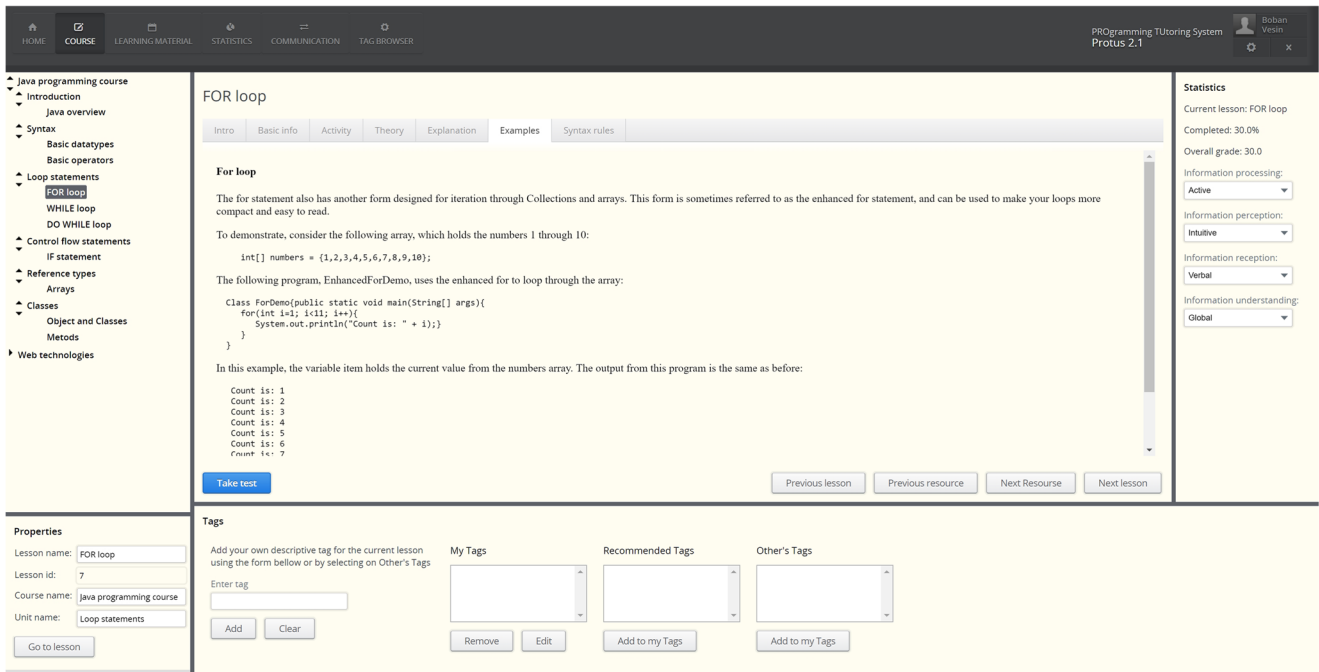 HOME
COURSE
LEARNING MATERIAL
STATISTICS
COMMUNICATION
TAG BROWSER
PROgramming TUtoring System
Protus 2.1
Boban
Vesin
x
Java programming course
Introduction
Java overview
Syntax
Basic datatypes
Basic operators
Loop statements
FOR loop
WHILE loop
DO WHILE loop
Control flow statements
IF statement
Reference types
Arrays
Classes
Object and Classes
Metods
Web technologies
FOR loop
Intro
Basic info
Activity
Theory
Explanation
Examples
Syntax rules
For loop
The for statement also has another form designed for iteration through Collections and arrays. This form is sometimes referred to as the enhanced for statement, and can be used to make your loops more
compact and easy to read.
To demonstrate, consider the following array, which holds the numbers 1 through 10:
int[] numbers = {1,2,3,4,5,6,7,8,9,10};
The following program, EnhancedForDemo, uses the enhanced for to loop through the array:
Class ForDemo{public static void main(String[] args){
for(int i=1; i<11; i++){
System.out.println("Count is: " + i);}
}
}
In this example, the variable item holds the current value from the numbers array. The output from this program is the same as before:
Count is: 1
Count is: 2
Count is: 3
Count is: 4
Count is: 5
Count is: 6
Count is: 7
Take test
Previous lesson
Previous resource
Next Resourse
Next lesson
Statistics
Current lesson: FOR loop
Completed: 30.0%
Overall grade: 30.0
Information processing:
Active
Information perception:
Intuitive
Information reception:
Verbal
Information understanding:
Global
Properties
Lesson name: FOR loop
Lesson id: 7
Course name: Java programming course
Unit name: Loop statements
Go to lesson
Tags
Add your own descriptive tag for the current lesson
using the form bellow or by selecting on Other's Tags
Enter tag
Add
Clear
My Tags
Remove
Edit
Recommended Tags
Add to my Tags
Other's Tags
Add to my Tags